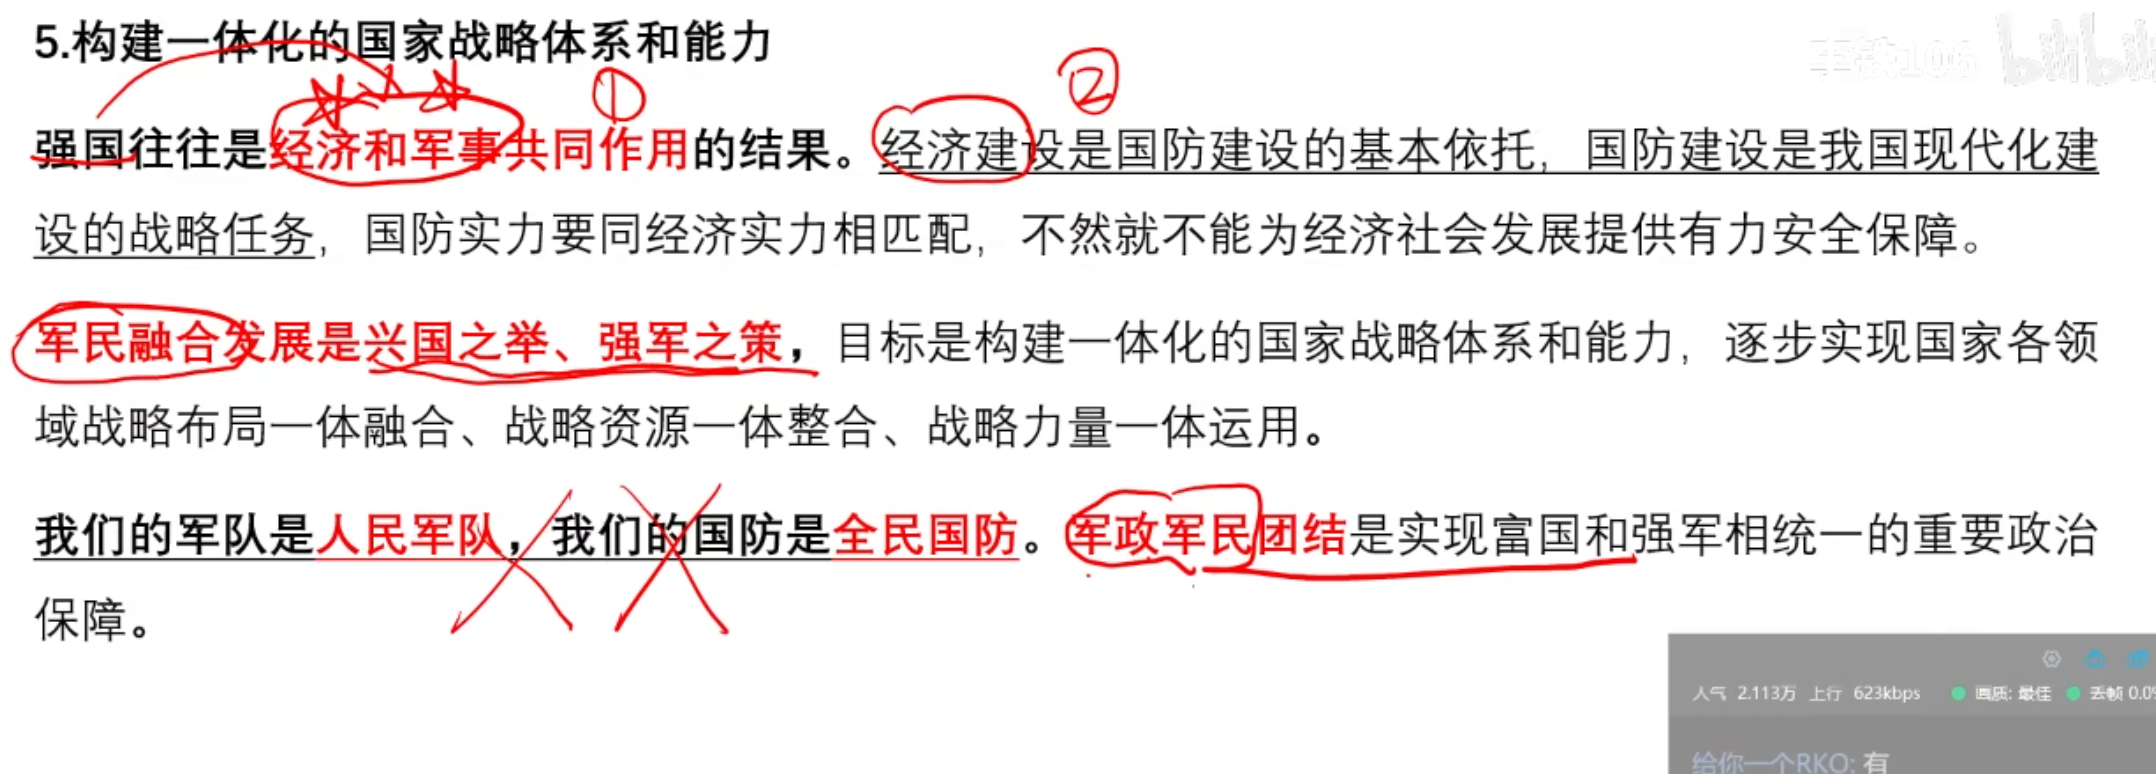 5.构建一体化的国家战略体系和能力
① ②
强国往往是经济和军事共同作用的结果。经济建设是国防建设的基本依托，国防建设是我国现代化建
设的战略任务，国防实力要同经济实力相匹配，不然就不能为经济社会发展提供有力安全保障。
军民融合发展是兴国之举、强军之策，目标是构建一体化的国家战略体系和能力，逐步实现国家各领
域战略布局一体融合、战略资源一体整合、战略力量一体运用。
我们的军队是人民军队，我们的国防是全民国防。军政军民团结是实现富国和强军相统一的重要政治
保障。
人气 2.113万 上行 623kbps 画质: 最佳 丢帧 0.0%
给你一个RKO: 有